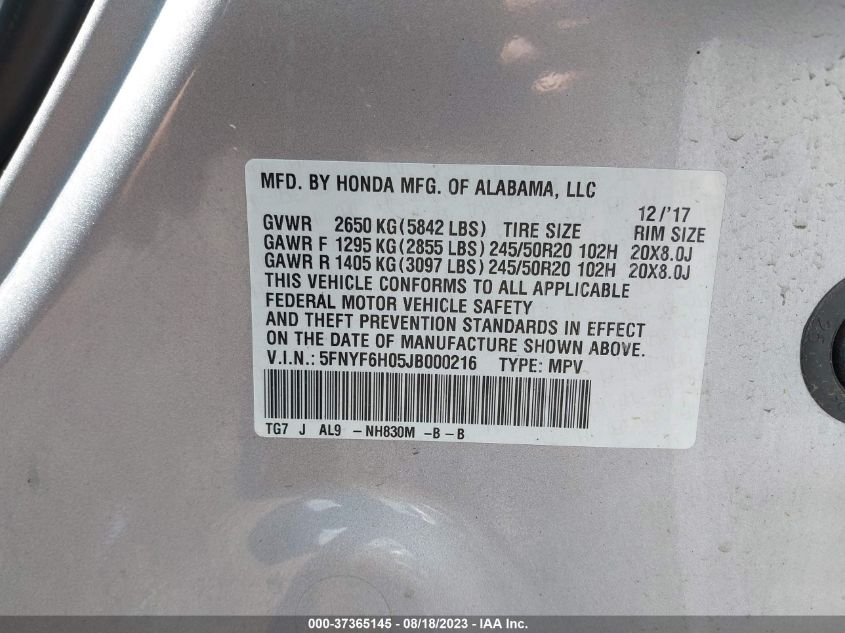 MFD. BY HONDA MFG. OF ALABAMA, LLC
12/'17
GVWR 2650 KG(5842 LBS) TIRE SIZE RIM SIZE
GAWR F 1295 KG(2855 LBS)245/50R20 102H 20X8.0J
GAWR R 1405 KG(3097 LBS)245/50R20 102H 20X8.0J
THIS VEHICLE CONFORMS TO ALL APPLICABLE
FEDERAL MOTOR VEHICLE SAFETY
AND THEFT PREVENTION STANDARDS IN EFFECT
ON THE DATE OF MANUFACTURE SHOWN ABOVE.
V.I.N.: 5FNYF6H05JB000216 TYPE: MPV
TG7 J AL9 -NH830M -B-B
25
000-37365145 - 08/18/2023 - IAA Inc.